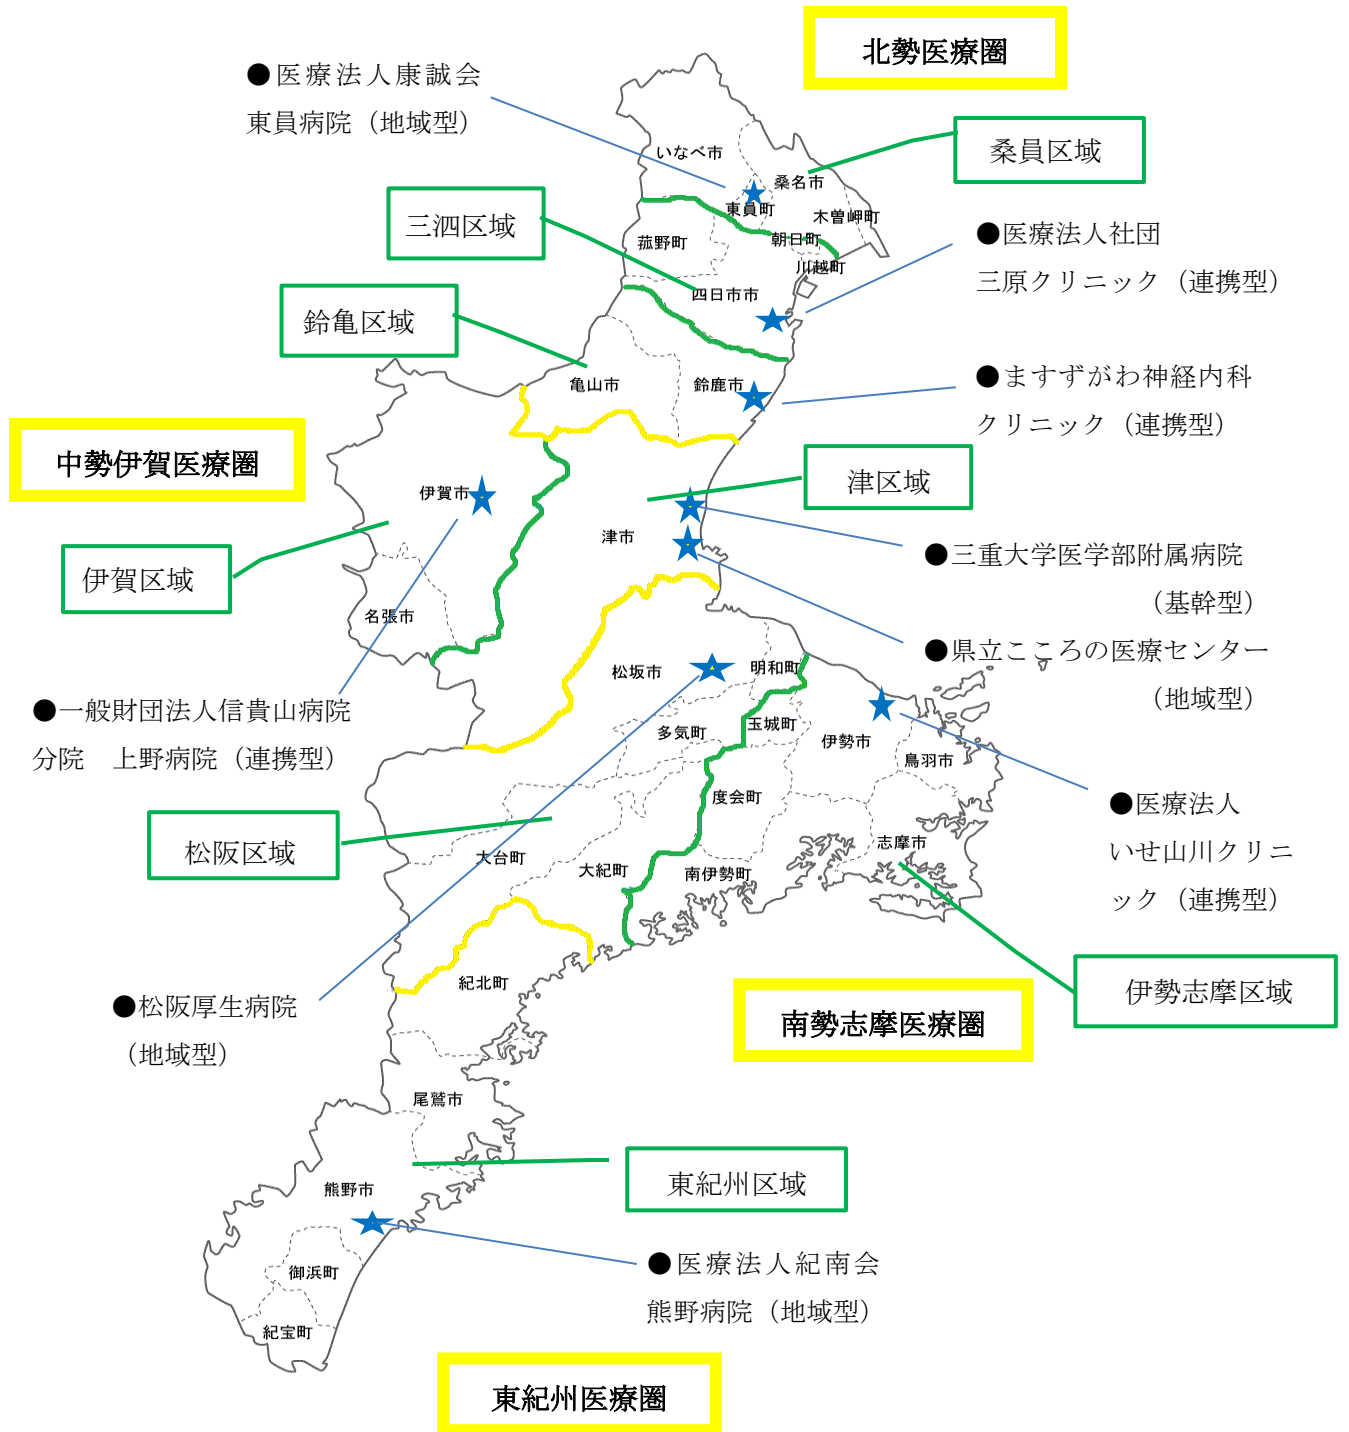 北勢医療圏
●医療法人康誠会
東員病院（地域型）
桑員区域
いなべ市
桑名市
東員町
木曽岬町
三泗区域
菰野町
朝日町
川越町
四日市市
●医療法人社団
三原クリニック（連携型）
鈴亀区域
亀山市
鈴鹿市
●ますずがわ神経内科
クリニック（連携型）
中勢伊賀医療圏
伊賀市
津区域
津市
伊賀区域
名張市
●三重大学医学部附属病院
（基幹型）
●県立こころの医療センター
（地域型）
松坂市
明和町
●一般財団法人信貴山病院
分院　上野病院（連携型）
多気町
玉城町
伊勢市
鳥羽市
度会町
●医療法人
いせ山川クリニ
ック（連携型）
松阪区域
大台町
大紀町
南伊勢町
志摩市
紀北町
伊勢志摩区域
●松阪厚生病院
（地域型）
南勢志摩医療圏
尾鷲市
東紀州区域
熊野市
●医療法人紀南会
熊野病院（地域型）
御浜町
紀宝町
東紀州医療圏